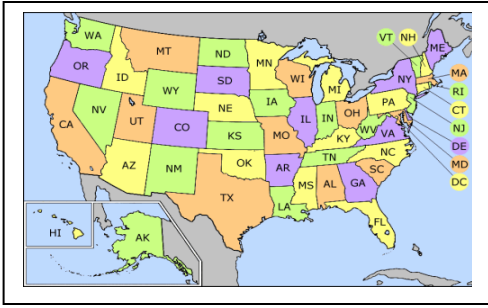 WA
MT
ND
MN
VT
NH
ME
OR
ID
SD
WI
MI
NY
MA
WY
RI
NE
IA
PA
CT
NV
UT
CO
IL
IN
OH
NJ
CA
KS
MO
WV
VA
DE
KY
MD
AZ
NM
OK
AR
TN
NC
SC
DC
TX
MS
AL
GA
LA
FL
HI
AK